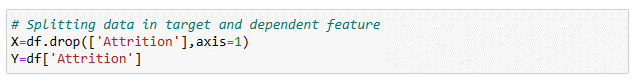 # Splitting data in target and dependent feature
X=df.drop(['Attrition'],axis=1)
Y=df['Attrition']